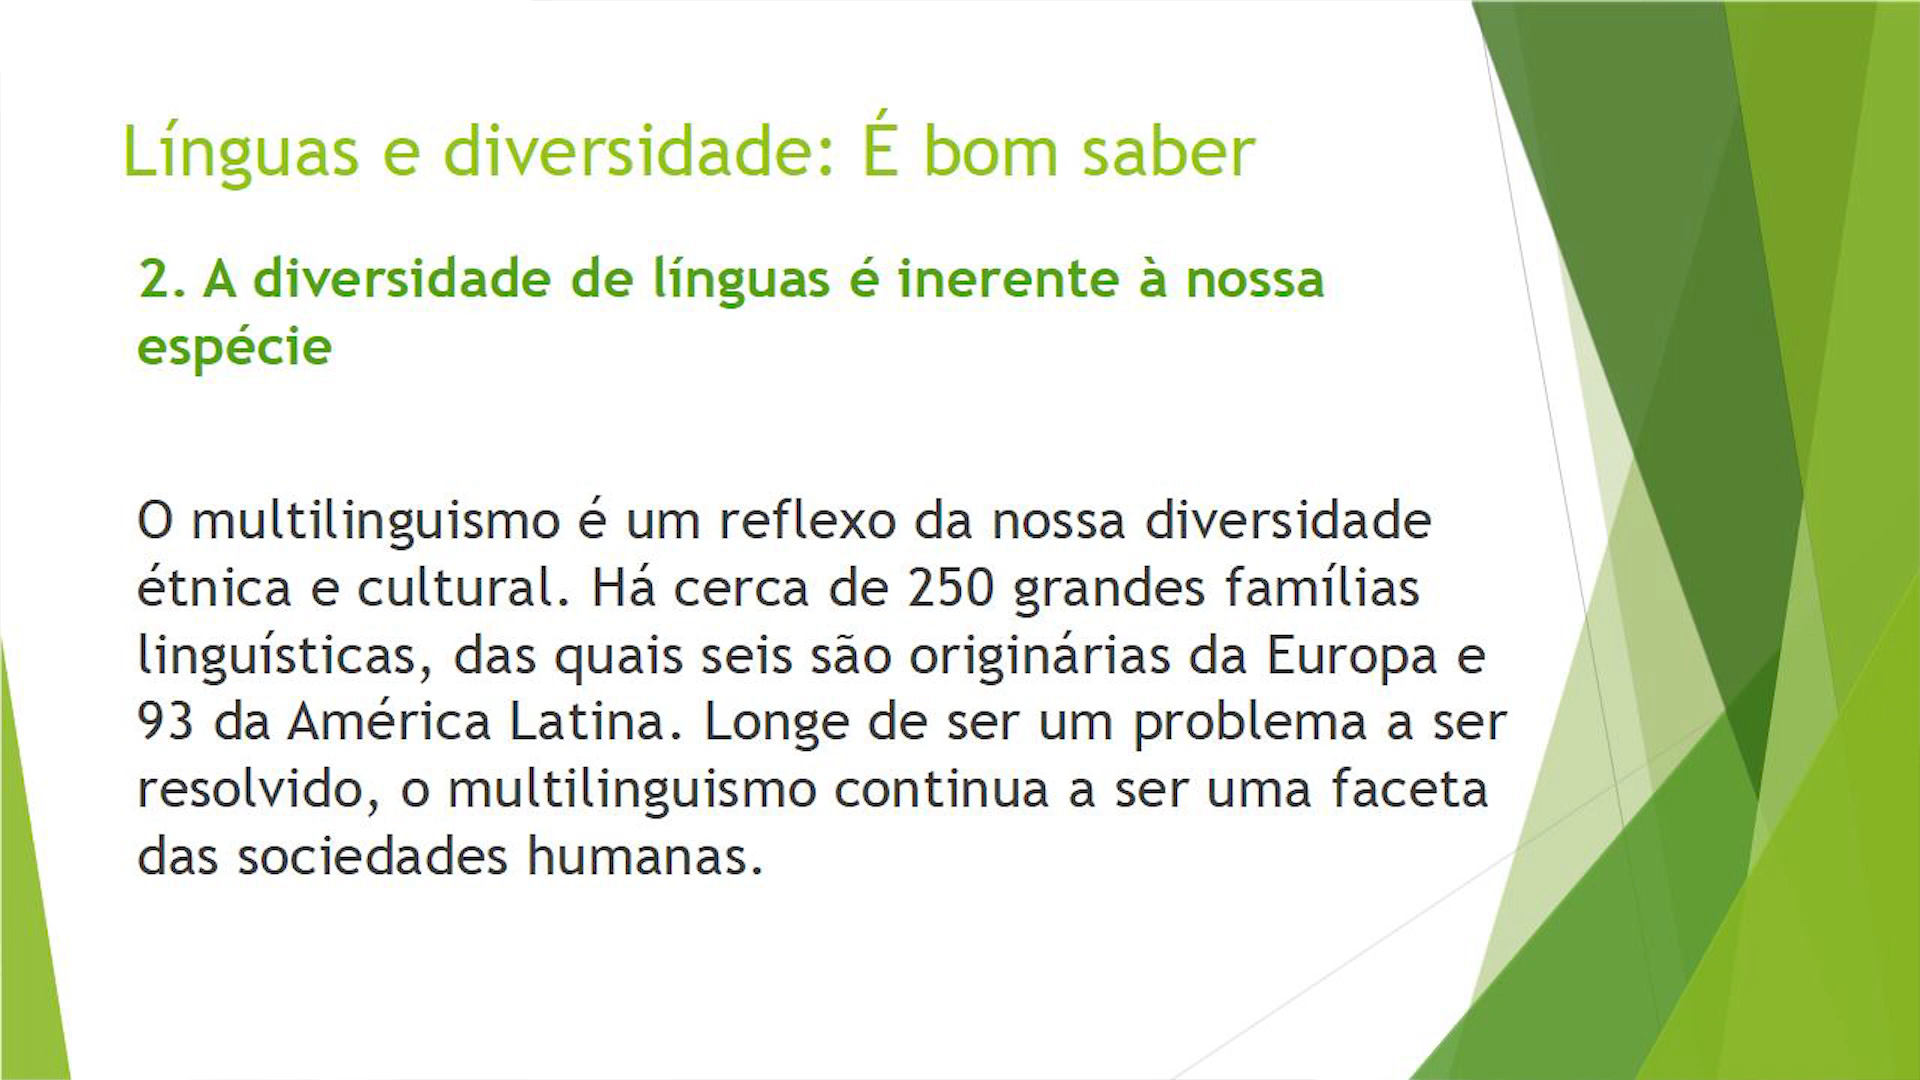 Línguas e diversidade: É bom saber
2. A diversidade de línguas é inerente à nossa
espécie
O multilinguismo é um reflexo da nossa diversidade
étnica e cultural. Há cerca de 250 grandes famílias
linguísticas, das quais seis são originárias da Europa e
93 da América Latina. Longe de ser um problema a ser
resolvido, o multilinguismo continua a ser uma faceta
das sociedades humanas.